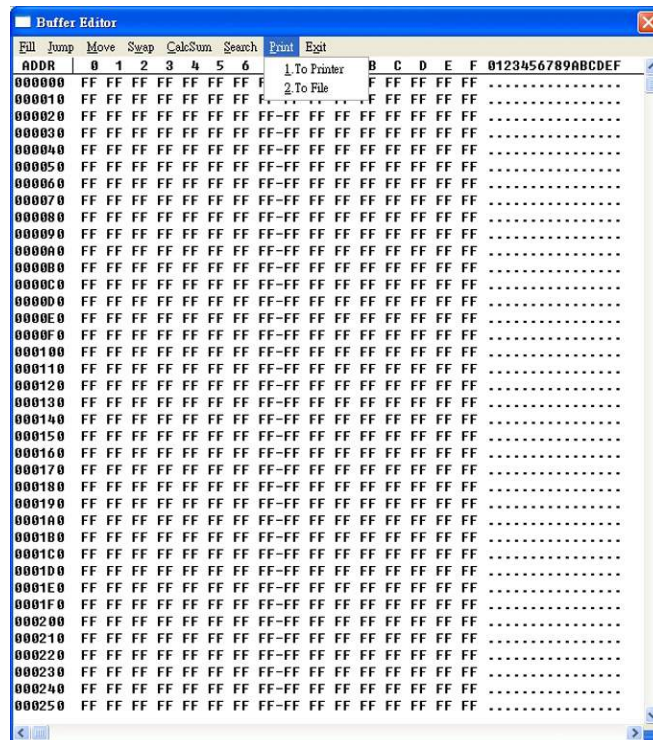 Buffer Editor
Fill Jump Move Swap CalcSum Search Print Exit
ADDR 0 1 2 3 4 5 6 B C D E F 0123456789ABCDEF
1.To Printer
2.To File
000000 FF FF FF FF FF FF FF FF FF FF FF FF ................
000010 FF FF FF FF FF FF FF FF FF FF FF FF ................
000020 FF FF FF FF FF FF FF FF-FF FF FF FF FF FF FF FF ................
000030 FF FF FF FF FF FF FF FF-FF FF FF FF FF FF FF FF ................
000040 FF FF FF FF FF FF FF FF-FF FF FF FF FF FF FF FF ................
000050 FF FF FF FF FF FF FF FF-FF FF FF FF FF FF FF FF ................
000060 FF FF FF FF FF FF FF FF-FF FF FF FF FF FF FF FF ................
000070 FF FF FF FF FF FF FF FF-FF FF FF FF FF FF FF FF ................
000080 FF FF FF FF FF FF FF FF-FF FF FF FF FF FF FF FF ................
000090 FF FF FF FF FF FF FF FF-FF FF FF FF FF FF FF FF ................
0000A0 FF FF FF FF FF FF FF FF-FF FF FF FF FF FF FF FF ................
0000B0 FF FF FF FF FF FF FF FF-FF FF FF FF FF FF FF FF ................
0000C0 FF FF FF FF FF FF FF FF-FF FF FF FF FF FF FF FF ................
0000D0 FF FF FF FF FF FF FF FF-FF FF FF FF FF FF FF FF ................
0000E0 FF FF FF FF FF FF FF FF-FF FF FF FF FF FF FF FF ................
0000F0 FF FF FF FF FF FF FF FF-FF FF FF FF FF FF FF FF ................
000100 FF FF FF FF FF FF FF FF-FF FF FF FF FF FF FF FF ................
000110 FF FF FF FF FF FF FF FF-FF FF FF FF FF FF FF FF ................
000120 FF FF FF FF FF FF FF FF-FF FF FF FF FF FF FF FF ................
000130 FF FF FF FF FF FF FF FF-FF FF FF FF FF FF FF FF ................
000140 FF FF FF FF FF FF FF FF-FF FF FF FF FF FF FF FF ................
000150 FF FF FF FF FF FF FF FF-FF FF FF FF FF FF FF FF ................
000160 FF FF FF FF FF FF FF FF-FF FF FF FF FF FF FF FF ................
000170 FF FF FF FF FF FF FF FF-FF FF FF FF FF FF FF FF ................
000180 FF FF FF FF FF FF FF FF-FF FF FF FF FF FF FF FF ................
000190 FF FF FF FF FF FF FF FF-FF FF FF FF FF FF FF FF ................
0001A0 FF FF FF FF FF FF FF FF-FF FF FF FF FF FF FF FF ................
0001B0 FF FF FF FF FF FF FF FF-FF FF FF FF FF FF FF FF ................
0001C0 FF FF FF FF FF FF FF FF-FF FF FF FF FF FF FF FF ................
0001D0 FF FF FF FF FF FF FF FF-FF FF FF FF FF FF FF FF ................
0001E0 FF FF FF FF FF FF FF FF-FF FF FF FF FF FF FF FF ................
0001F0 FF FF FF FF FF FF FF FF-FF FF FF FF FF FF FF FF ................
000200 FF FF FF FF FF FF FF FF-FF FF FF FF FF FF FF FF ................
000210 FF FF FF FF FF FF FF FF-FF FF FF FF FF FF FF FF ................
000220 FF FF FF FF FF FF FF FF-FF FF FF FF FF FF FF FF ................
000230 FF FF FF FF FF FF FF FF-FF FF FF FF FF FF FF FF ................
000240 FF FF FF FF FF FF FF FF-FF FF FF FF FF FF FF FF ................
000250 FF FF FF FF FF FF FF FF-FF FF FF FF FF FF FF FF ................